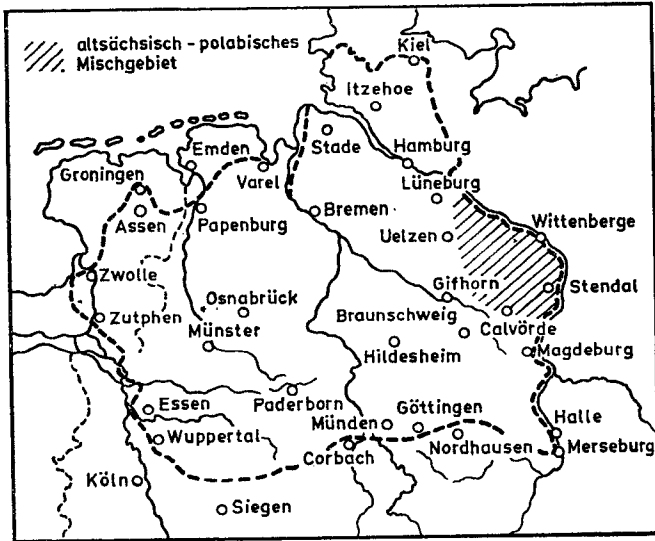 altsächsisch - polabisches
Mischgebiet
Kiel
Itzehoe
Emden
Stade
Hamburg
Groningen
Varel
Lüneburg
Assen
Papenburg
Bremen
Uelzen
Wittenberge
Zwolle
Gifhorn
Stendal
Osnabrück
Zutphen
Braunschweig
Calvörde
Münster
Hildesheim
Magdeburg
Essen
Paderborn
Münden
Göttingen
Halle
Wuppertal
Corbach
Nordhausen
Merseburg
Köln
Siegen